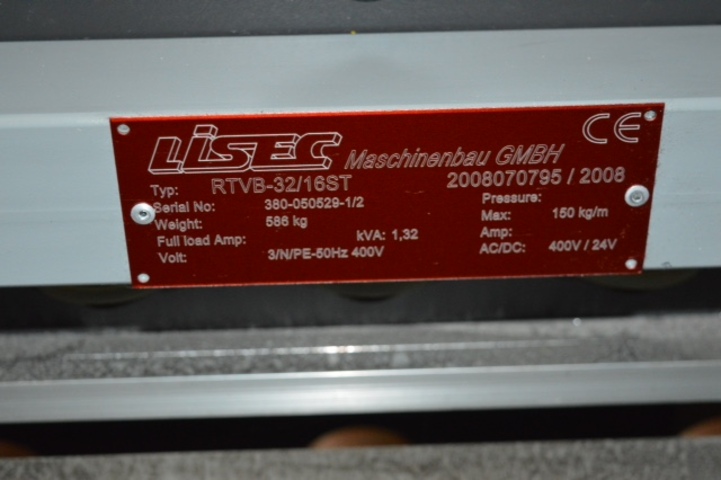 LiSEC Maschinenbau GMBH CE
Typ: RTVB-32/16ST 2008070795 / 2008
Serial No: 380-050529-1/2 Pressure:
Weight: 586 kg Max: 150 kg/m
Full load Amp: kVA: 1,32 Amp:
Volt: 3/N/PE-50Hz 400V AC/DC: 400V / 24V